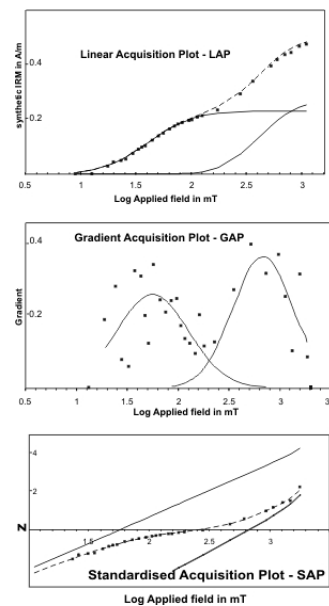 Linear Acquisition Plot - LAP
synthetic IRM in A/m
0.4
0.2
0.5 1 1.5 2 2.5 3 3.5
Log Applied field in mT
Gradient Acquisition Plot - GAP
Gradient
0.4
0.2
0.5 1 1.5 2 2.5 3 3.5
Log Applied field in mT
4
2
Z
1.5 2 2.5 3
Standardised Acquisition Plot - SAP
Log Applied field in mT